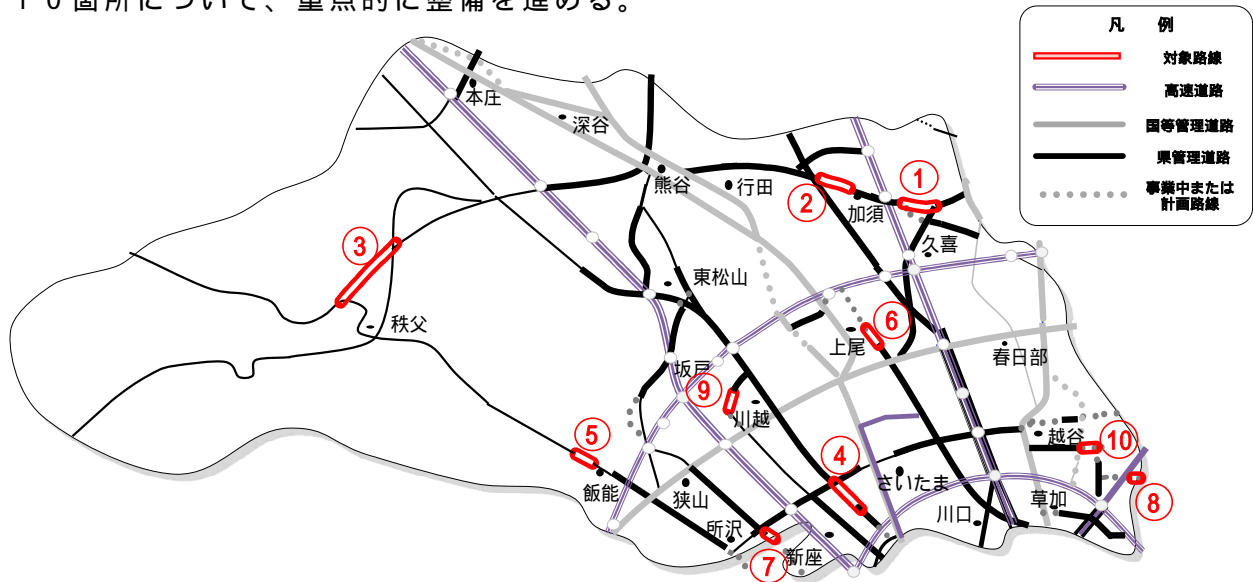 １０箇所について、重点的に整備を進める。
凡 例
対象路線
高速道路
国等管理道路
県管理道路
事業中または
計画路線
本庄
深谷
熊谷
行田
②
加須
①
久喜
③
秩父
東松山
⑥
上尾
春日部
坂戸
⑨
川越
⑤
飯能
狭山
④
さいたま
越谷
⑩
⑧
草加
川口
所沢
⑦
新座